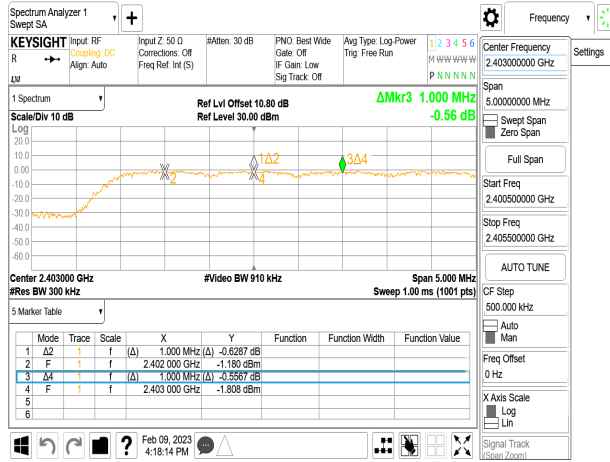 Spectrum Analyzer 1
Swept SA
Frequency
KEYSIGHT
R
Input: RF
Coupling: DC
Align: Auto
Input Z: 50 Ω
Corrections: Off
Freq Ref: Int (S)
#Atten: 30 dB
PNO: Best Wide
Gate: Off
IF Gain: Low
Sig Track: Off
Avg Type: Log-Power
Trig: Free Run
1 2 3 4 5 6
M W W W W W
P N N N N N
1 Spectrum
Scale/Div 10 dB
Ref Lvl Offset 10.80 dB
Ref Level 30.00 dBm
ΔMkr3 1.000 MHz
-0.56 dB
Log
20.0
10.0
0.00
-10.0
-20.0
-30.0
-40.0
-50.0
-60.0
2
1Δ2
4
3Δ4
Center 2.403000 GHz
#Res BW 300 kHz
#Video BW 910 kHz
Span 5.000 MHz
Sweep 1.00 ms (1001 pts)
5 Marker Table
Mode Trace Scale X Y Function Function Width Function Value
1 Δ2 1 f (Δ) 1.000 MHz (Δ) -0.6287 dB
2 F 1 f 2.402 000 GHz -1.180 dBm
3 Δ4 1 f (Δ) 1.000 MHz (Δ) -0.5567 dB
4 F 1 f 2.403 000 GHz -1.808 dBm
5
6
?
Feb 09, 2023
4:18:14 PM
Center Frequency
2.403000000 GHz
Settings
Span
5.00000000 MHz
Swept Span
Zero Span
Full Span
Start Freq
2.400500000 GHz
Stop Freq
2.405500000 GHz
AUTO TUNE
CF Step
500.000 kHz
Auto
Man
Freq Offset
0 Hz
X Axis Scale
Log
Lin
Signal Track
(Span Zoom)